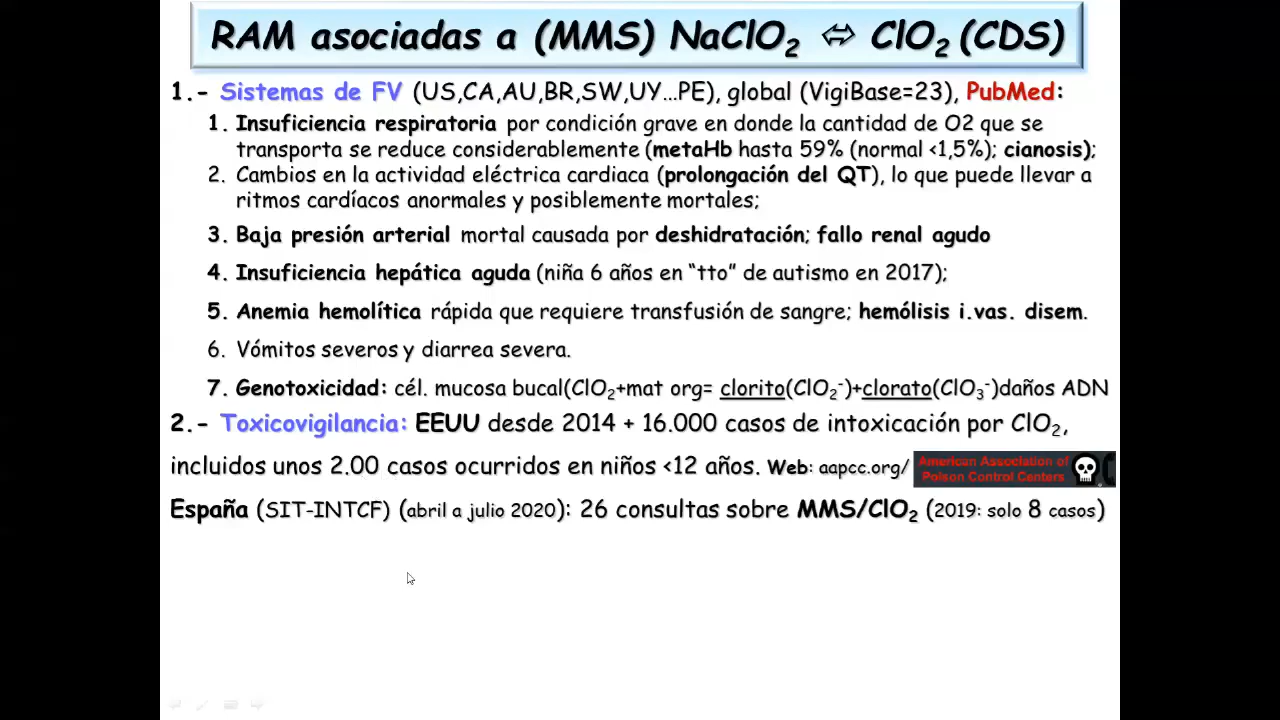 RAM asociadas a (MMS) NaClO₂ ⬄ ClO₂ (CDS)
1.- Sistemas de FV (US,CA,AU,BR,SW,UY...PE), global (VigiBase=23), PubMed:
1. Insuficiencia respiratoria por condición grave en donde la cantidad de O2 que se
transporta se reduce considerablemente (metaHb hasta 59% (normal <1,5%); cianosis);
2. Cambios en la actividad eléctrica cardiaca (prolongación del QT), lo que puede llevar a
ritmos cardíacos anormales y posiblemente mortales;
3. Baja presión arterial mortal causada por deshidratación; fallo renal agudo
4. Insuficiencia hepática aguda (niña 6 años en “tto” de autismo en 2017);
5. Anemia hemolítica rápida que requiere transfusión de sangre; hemólisis i.vas. disem.
6. Vómitos severos y diarrea severa.
7. Genotoxicidad: cél. mucosa bucal(ClO₂+mat org= clorito(ClO₂⁻)+clorato(ClO₃⁻)daños ADN
2.- Toxicovigilancia: EEUU desde 2014 + 16.000 casos de intoxicación por ClO₂,
incluidos unos 2.00 casos ocurridos en niños <12 años. Web: aapcc.org/
American Association of
Poison Control Centers
España (SIT-INTCF) (abril a julio 2020): 26 consultas sobre MMS/ClO₂ (2019: solo 8 casos)